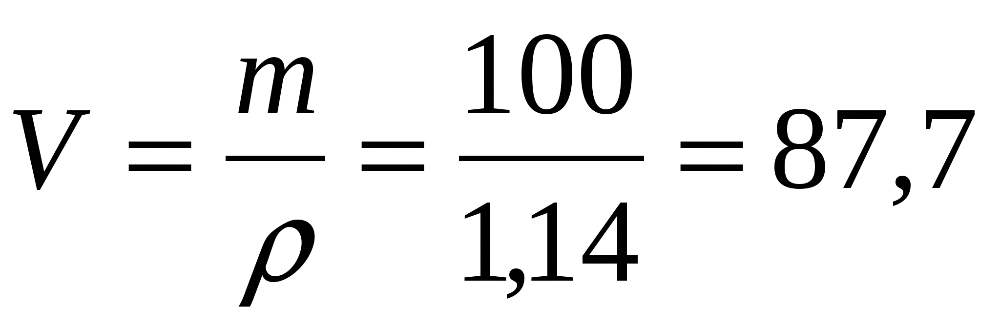 V = m/ρ = 100/1,14 = 87,7